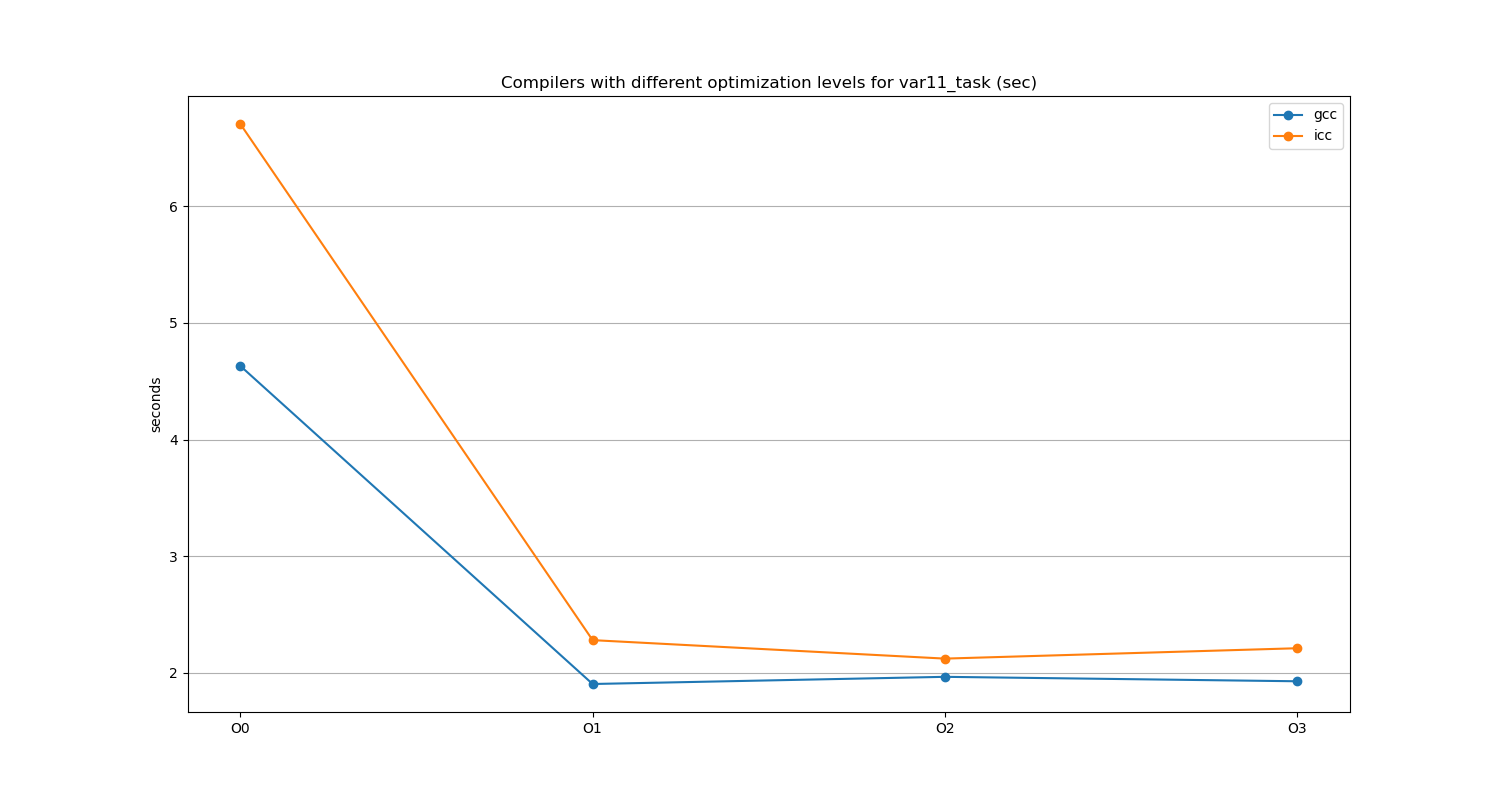 Compilers with different optimization levels for var11_task (sec)
gcc
icc
6
5
4
3
2
seconds
O0
O1
O2
O3